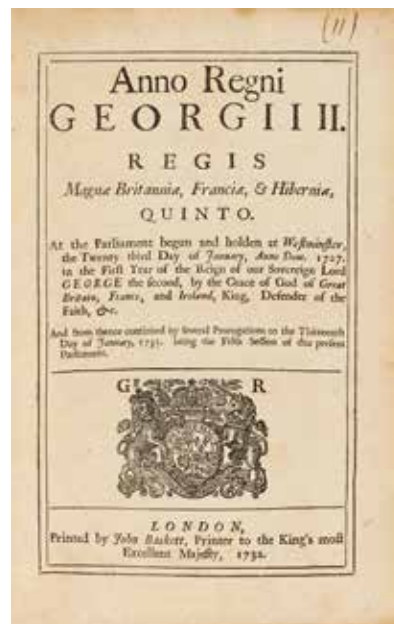 (11)
Anno Regni
GEORGII II.
REGIS
Magnæ Britanniæ, Franciæ, & Hiberniæ,
QUINTO.
At the Parliament begun and holden at Westminster,
the Twenty third Day of January, Anno Dom. 1727.
in the First Year of the Reign of our Sovereign Lord
GEORGE the second, by the Grace of God of Great
Britain, France, and Ireland, King, Defender of the
Faith, &c.
And from thence continued by several Prorogations to the Thirteenth
Day of January, 1731. being the Fifth Session of this present
Parliament.
G R
LONDON,
Printed by John Baskett, Printer to the King's most
Excellent Majesty, 1732.